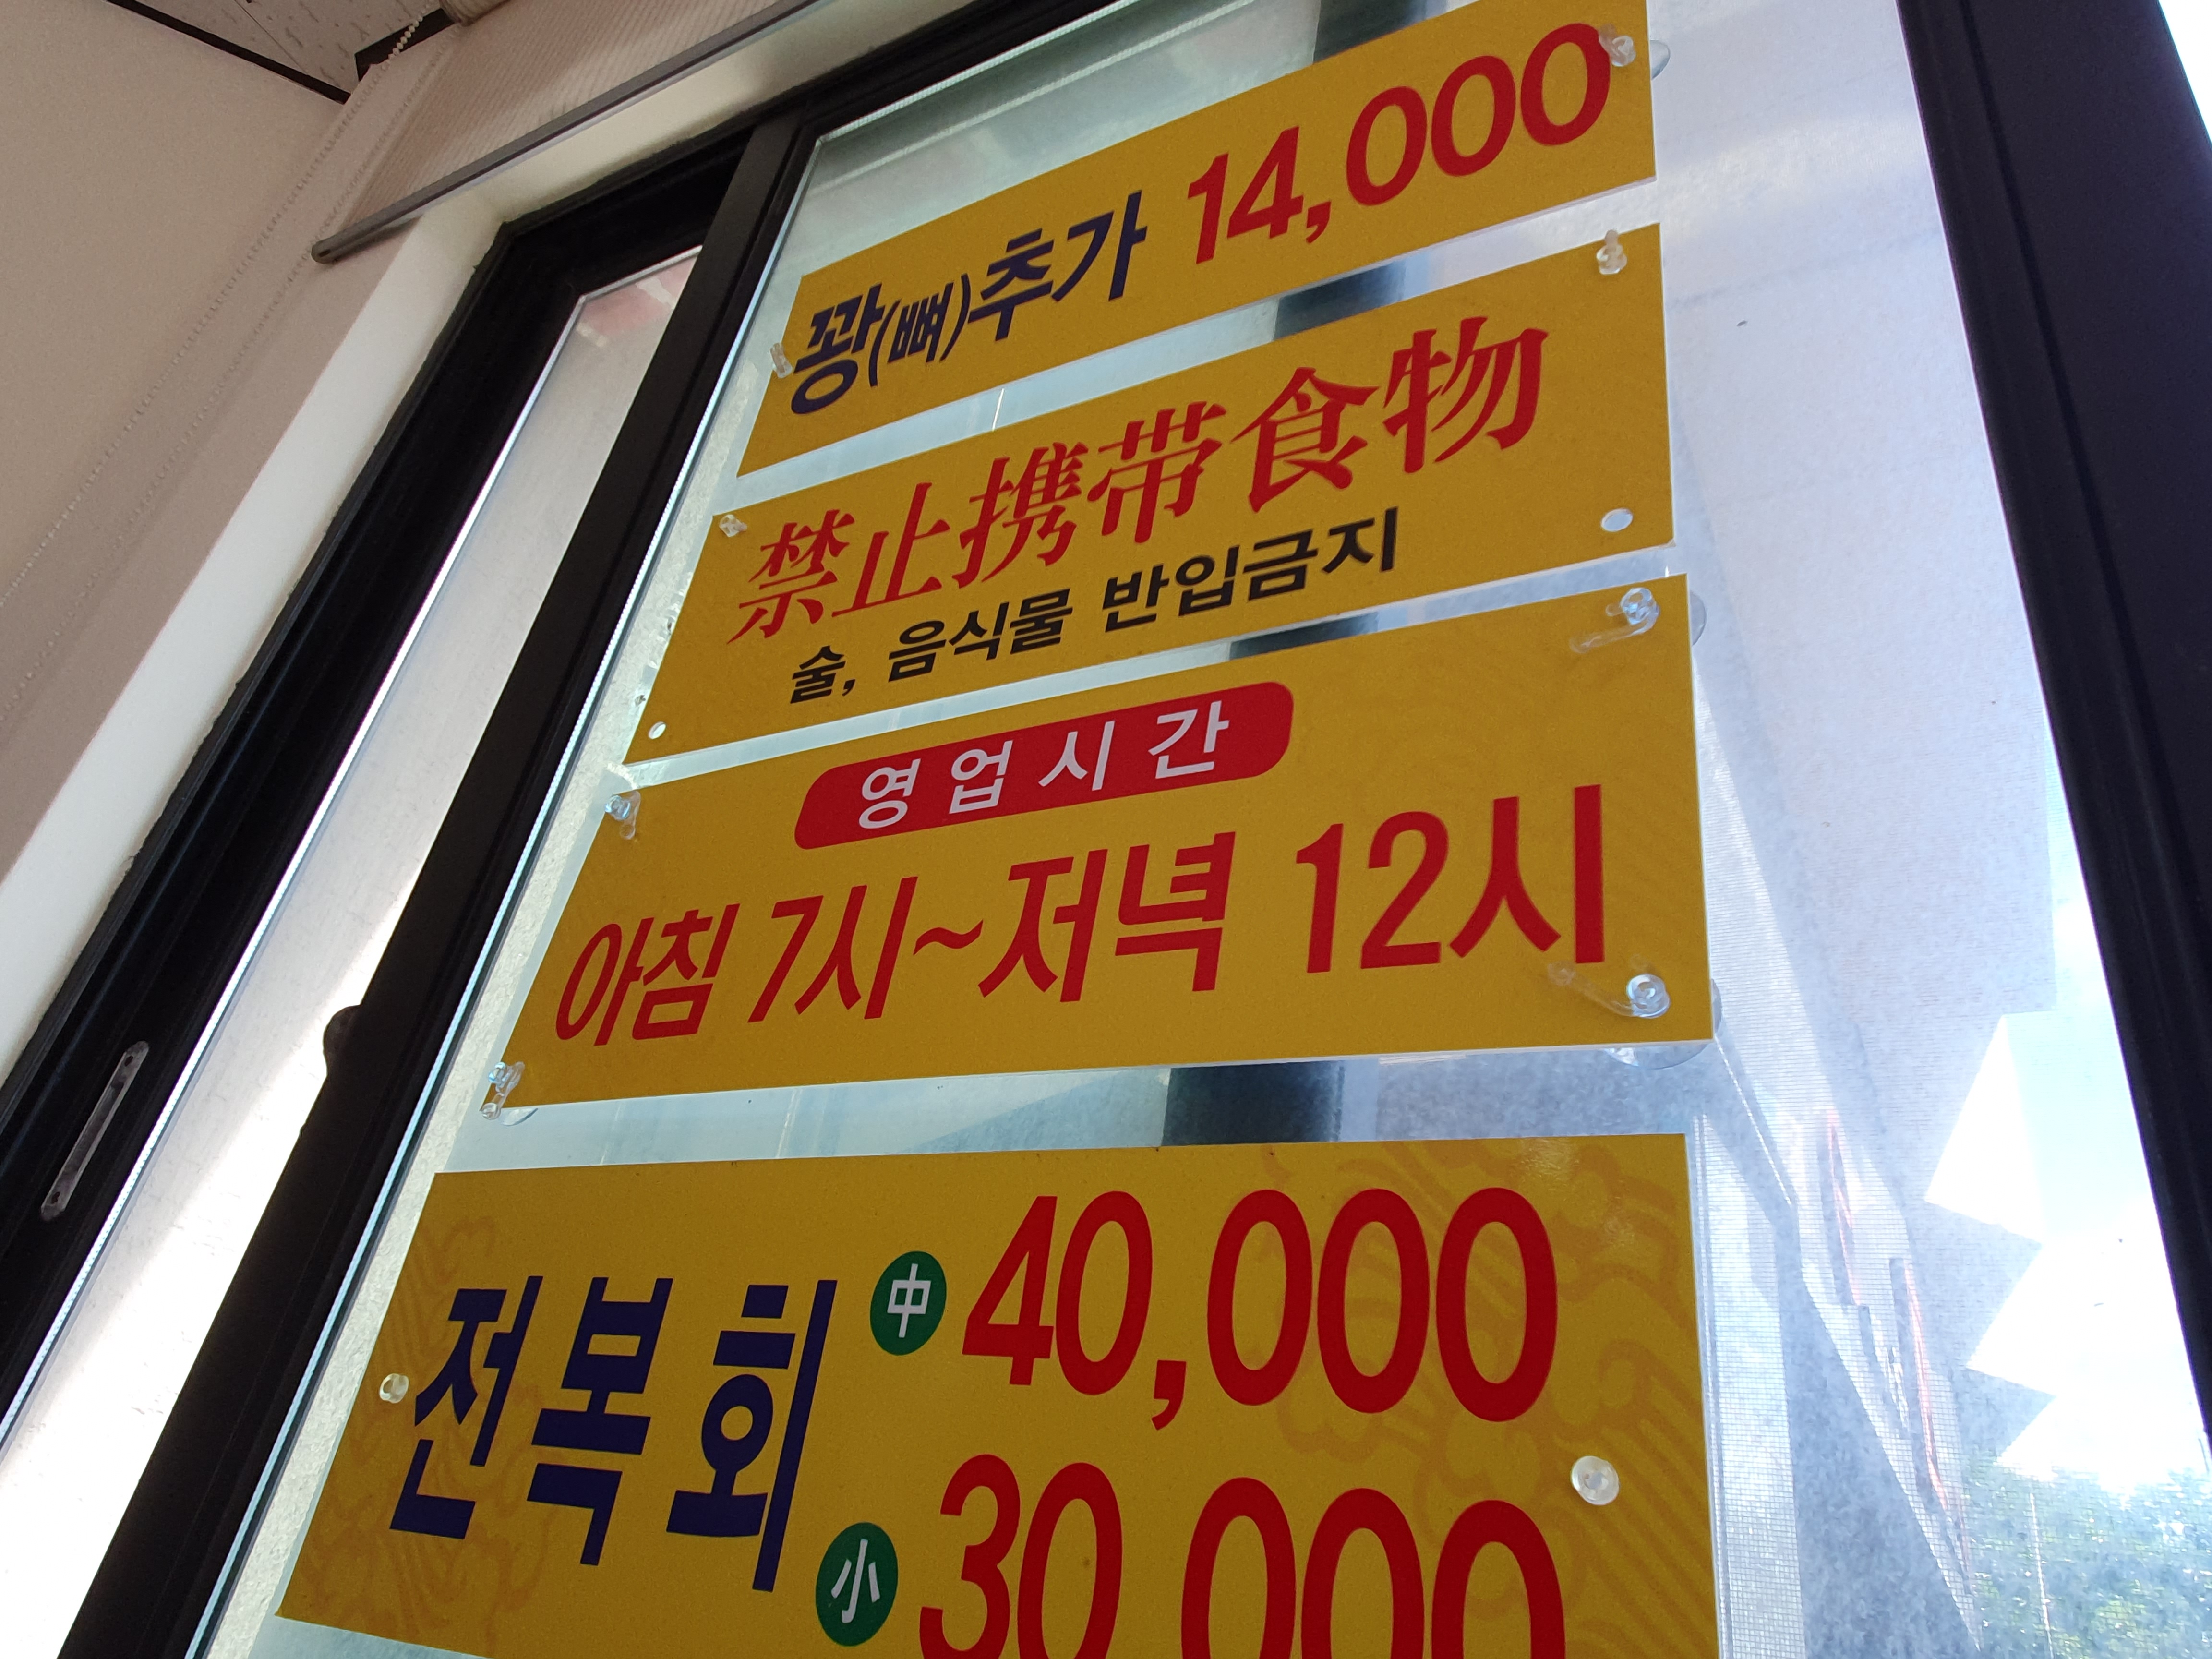 꽝(뼘)추가 14,000
禁止携带食物
술, 음식물 반입금지
영업시간
아침 7시~저녁 12시
전복회 中 40,000
小 30,000